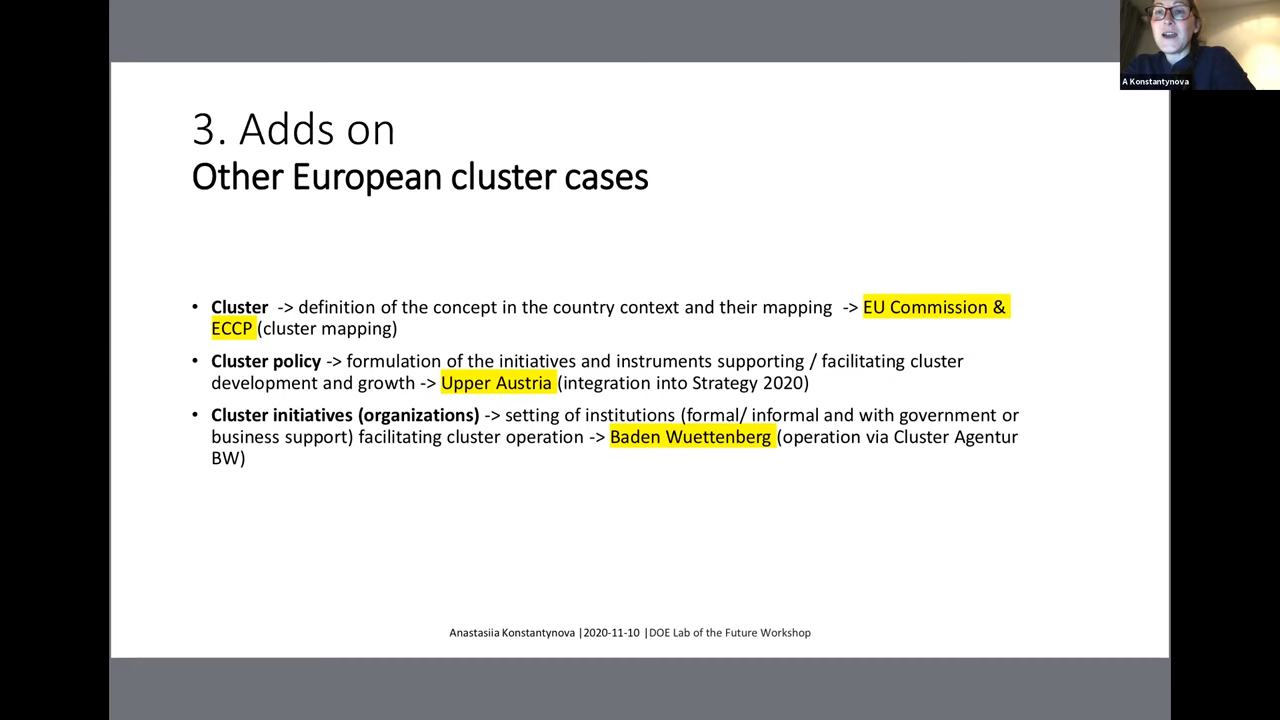 A Konstantynova
3. Adds on
Other European cluster cases
• Cluster -> definition of the concept in the country context and their mapping -> EU Commission &
ECCP (cluster mapping)
• Cluster policy -> formulation of the initiatives and instruments supporting / facilitating cluster
development and growth -> Upper Austria (integration into Strategy 2020)
• Cluster initiatives (organizations) -> setting of institutions (formal/ informal and with government or
business support) facilitating cluster operation -> Baden Wuettenberg (operation via Cluster Agentur
BW)
Anastasiia Konstantynova |2020-11-10 |DOE Lab of the Future Workshop